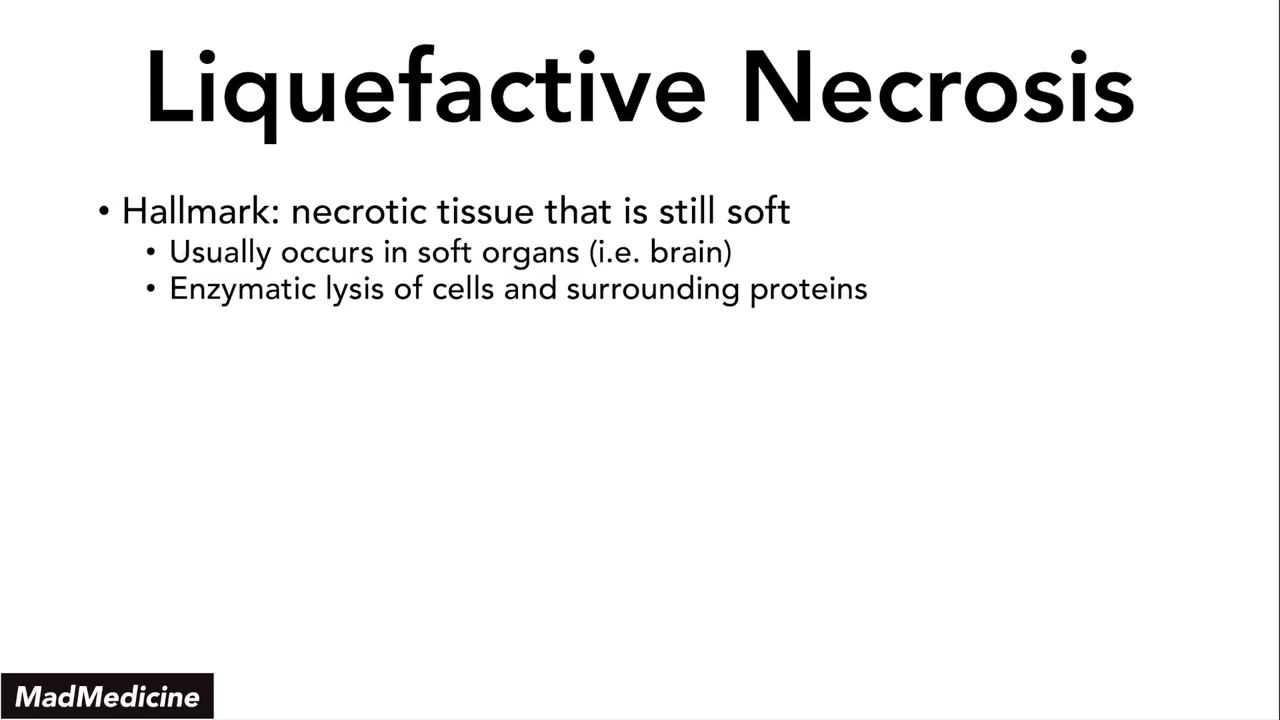 Liquefactive Necrosis
• Hallmark: necrotic tissue that is still soft
• Usually occurs in soft organs (i.e. brain)
• Enzymatic lysis of cells and surrounding proteins
MadMedicine